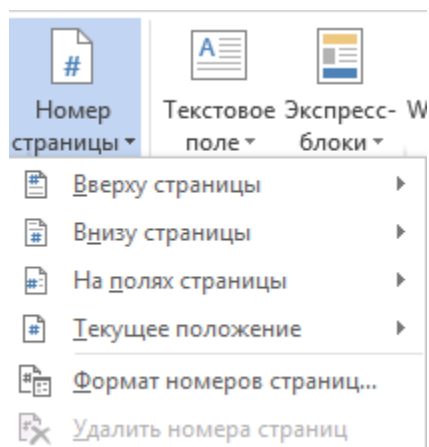 Номер Текстовое Экспресс- W
страницы поле блоки
Вверху страницы
Внизу страницы
На полях страницы
Текущее положение
Формат номеров страниц...
Удалить номера страниц